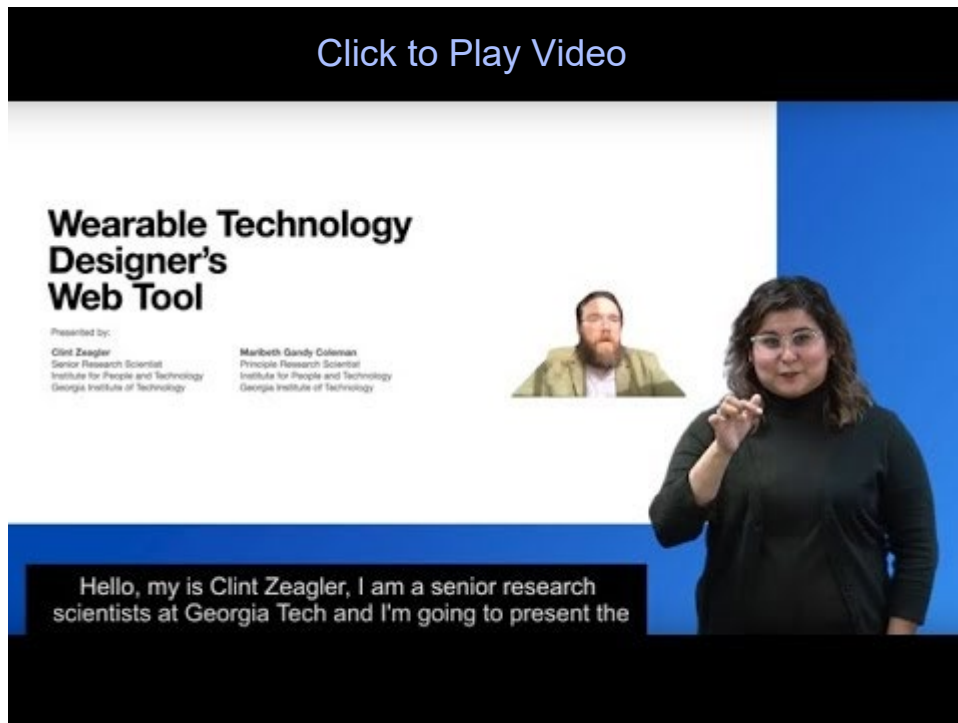 Click to Play Video
Wearable Technology
Designer's
Web Tool
Presented by:
Clint Zeagler
Senior Research Scientist
Institute for People and Technology
Georgia Institute of Technology
Maribeth Gandy Coleman
Principle Research Scientist
Institute for People and Technology
Georgia Institute of Technology
Hello, my is Clint Zeagler, I am a senior research
scientists at Georgia Tech and I'm going to present the